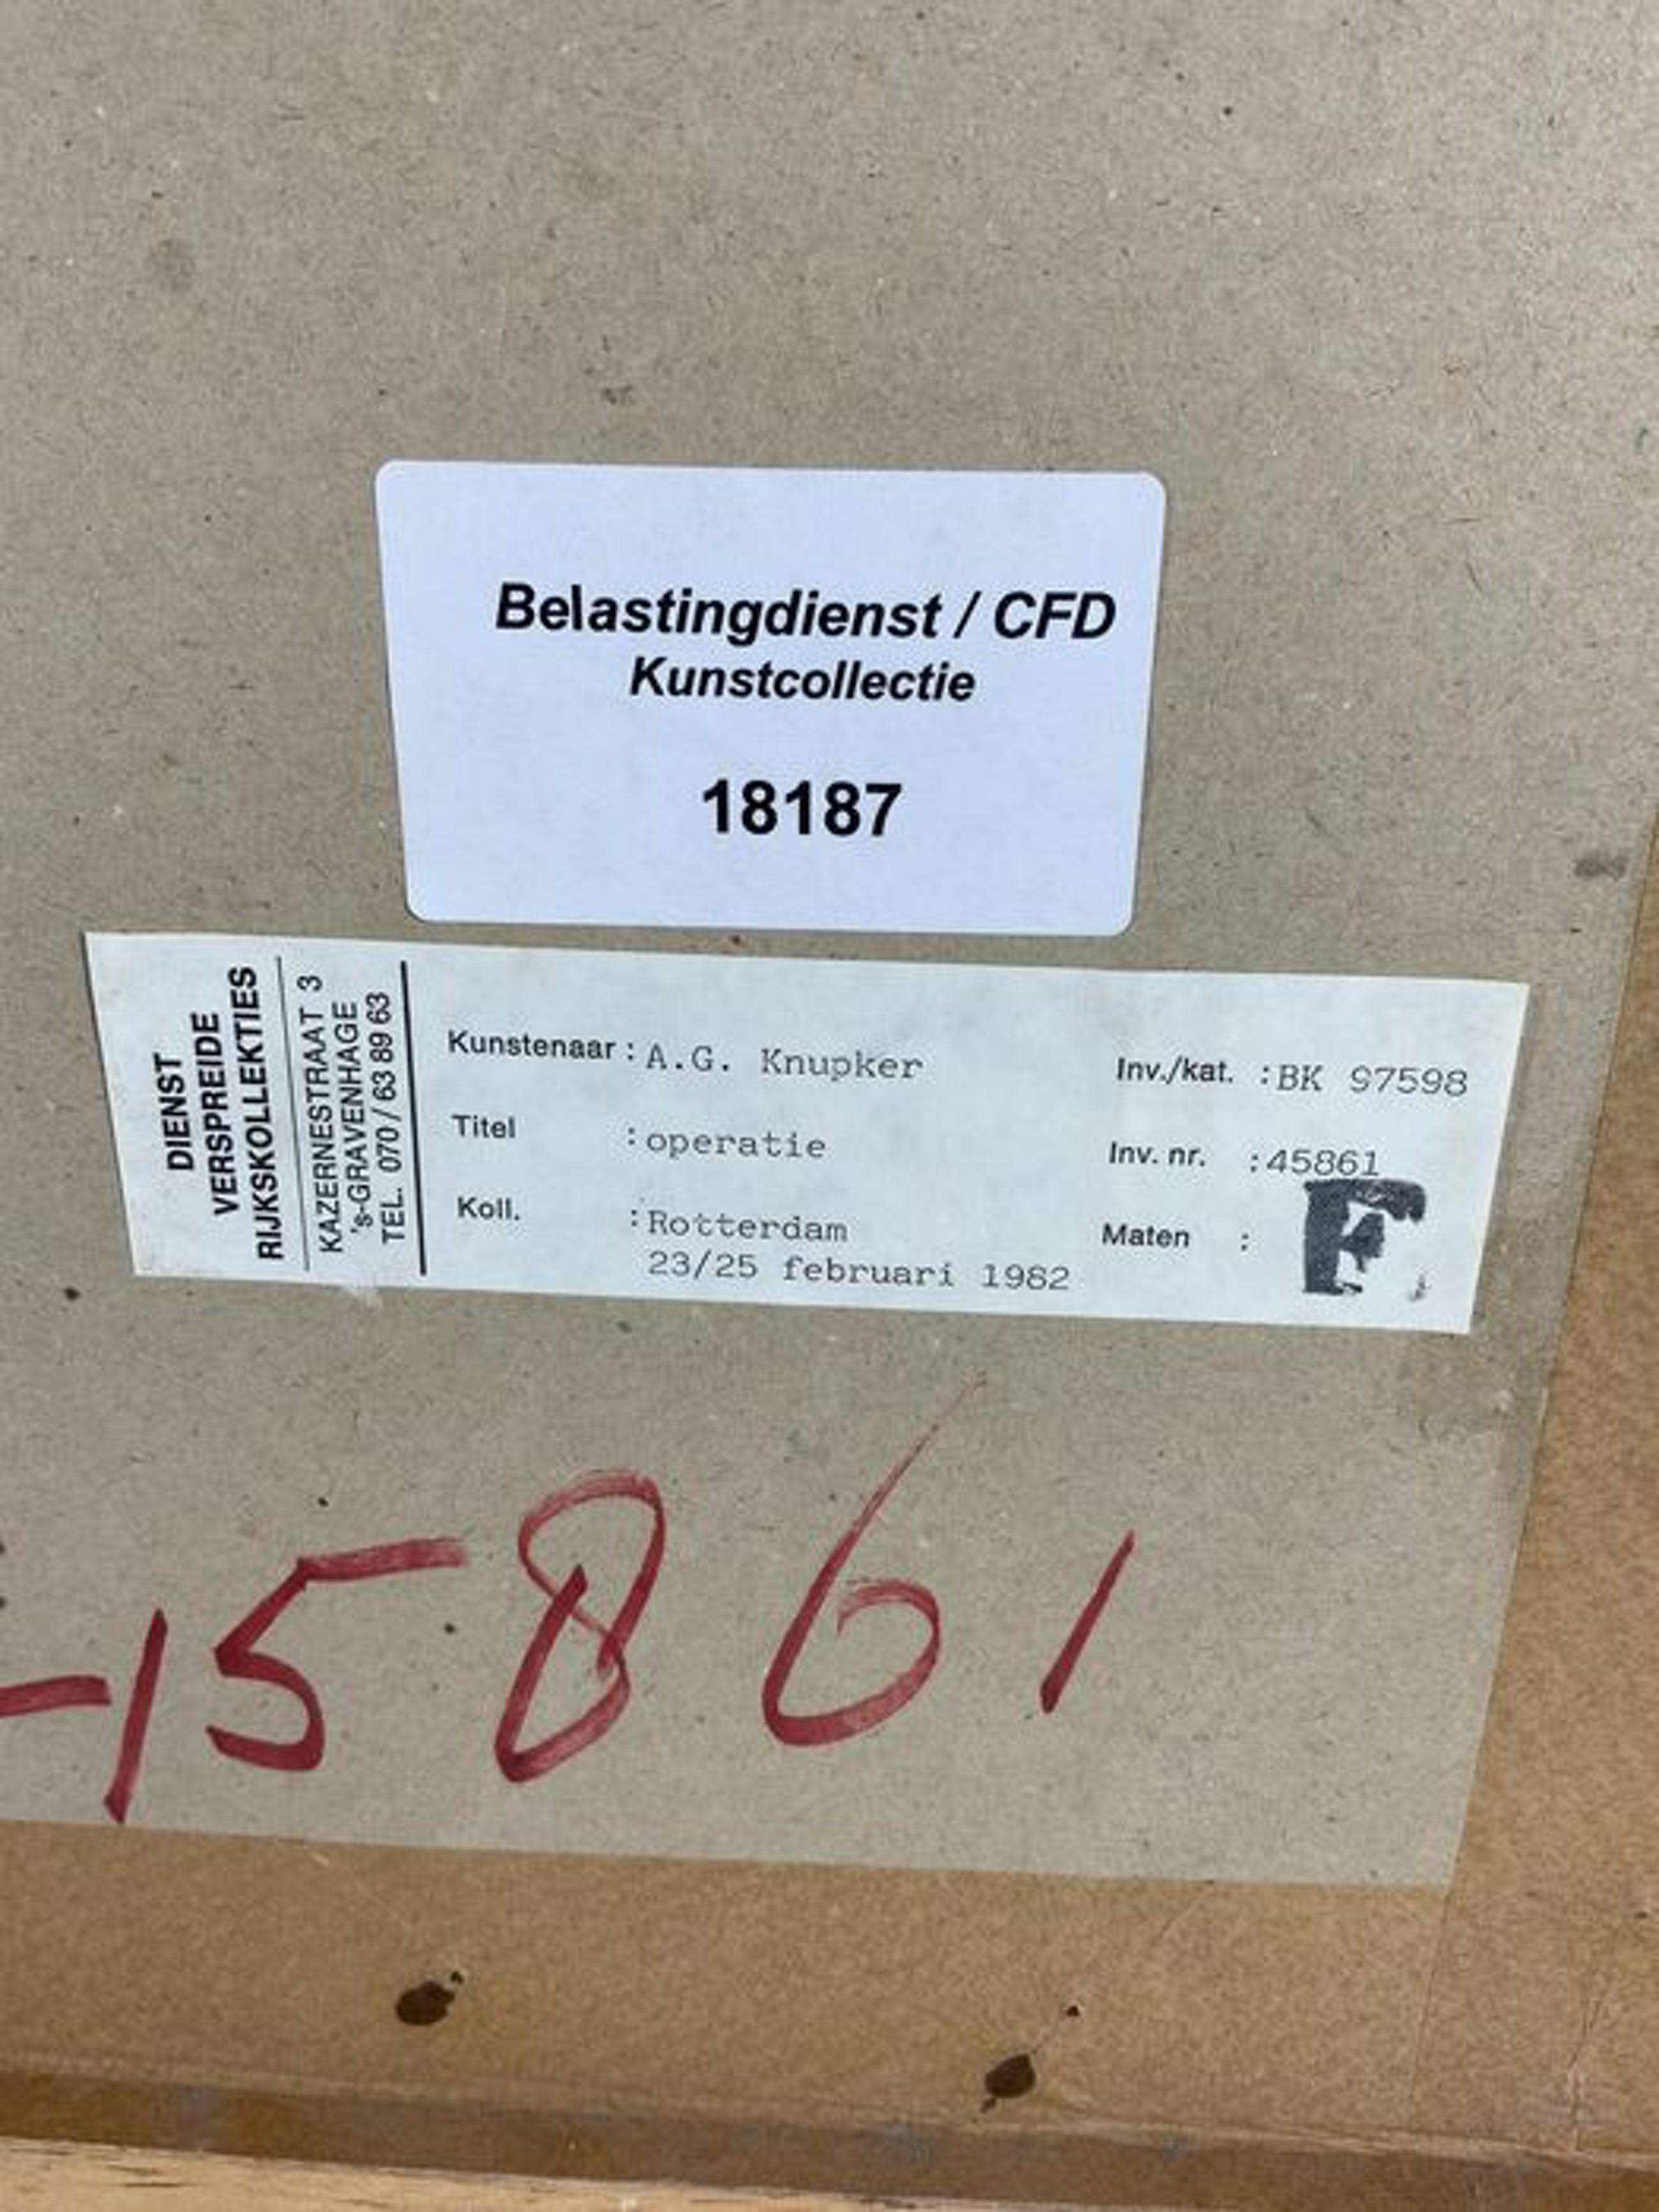 Belastingdienst / CFD
Kunstcollectie
18187
DIENST
VERSPREIDE
RIJKSKOLLEKTIES
KAZERNESTRAAT 3
's-GRAVENHAGE
TEL. 070 / 63 89 63
Kunstenaar : A.G. Knupker
Titel : operatie
Koll. : Rotterdam
23/25 februari 1982
Inv./kat. : BK 97598
Inv. nr. : 45861
Maten :
F
45861